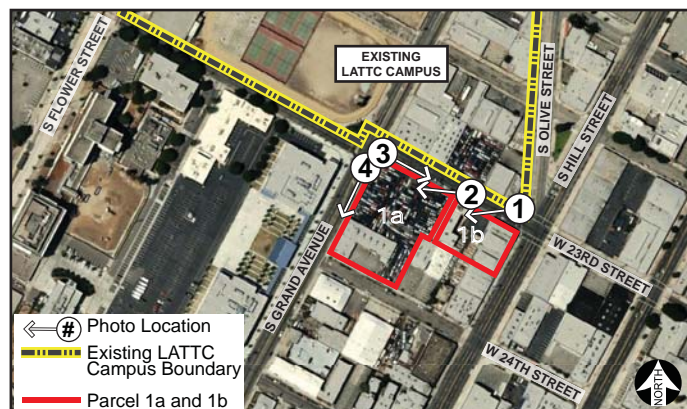 S FLOWER STREET
EXISTING
LATTC CAMPUS
S OLIVE STREET
S HILL STREET
4
3
2
1
1a
1b
S GRAND AVENUE
W 23RD STREET
W 24TH STREET
# Photo Location
Existing LATTC
Campus Boundary
Parcel 1a and 1b
NORTH